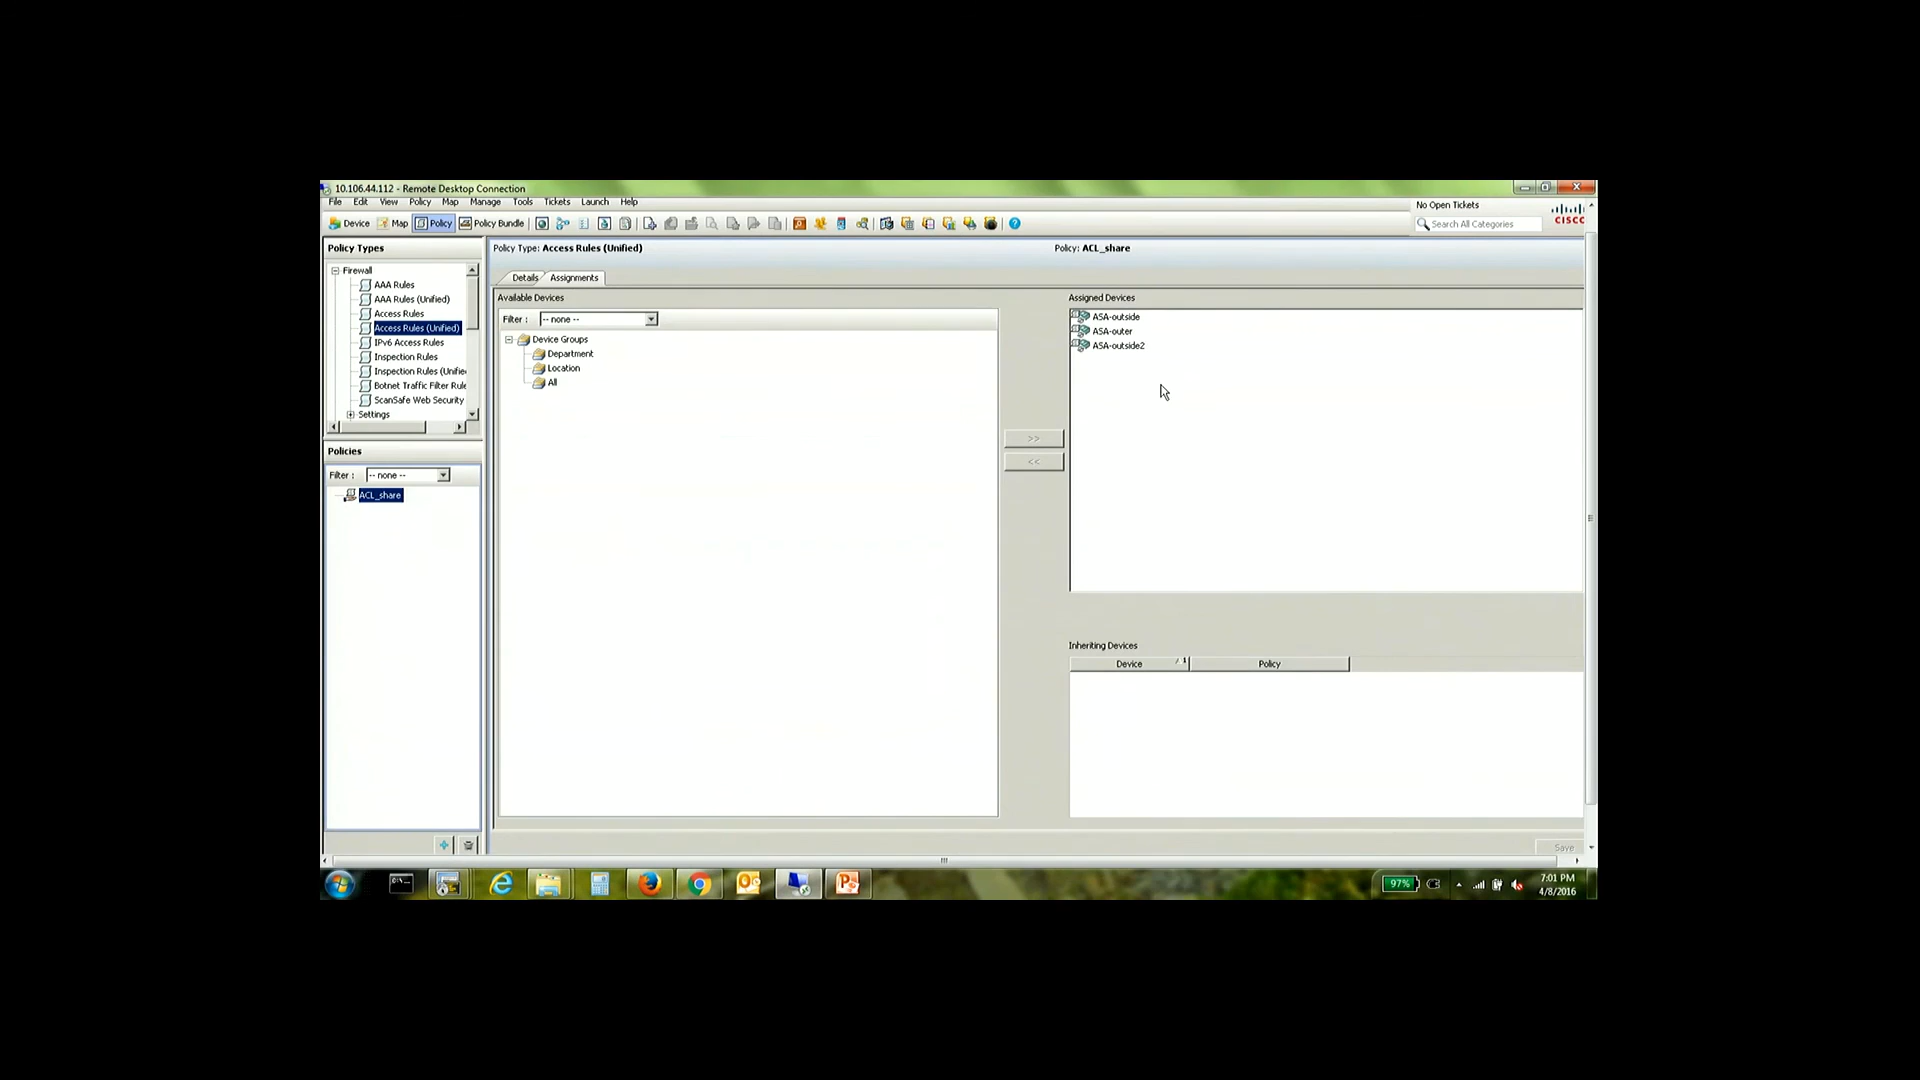 10.106.44.112 - Remote Desktop Connection
File Edit View Policy Map Manage Tools Tickets Launch Help
No Open Tickets
CISCO
Device Map Policy Policy Bundle
Search All Categories
Policy Types
Policy Type: Access Rules (Unified)
Policy: ACL_share
Firewall
AAA Rules
AAA Rules (Unified)
Access Rules
Access Rules (Unified)
IPv6 Access Rules
Inspection Rules
Inspection Rules (Unifie
Botnet Traffic Filter Rule
ScanSafe Web Security
Settings
Policies
Filter : -- none --
ACL_share
Details Assignments
Available Devices
Filter : -- none --
Device Groups
Department
Location
All
>>
<<
Assigned Devices
ASA-outside
ASA-outer
ASA-outside2
Inheriting Devices
Device 1 Policy
Save
97%
7:01 PM
4/8/2016